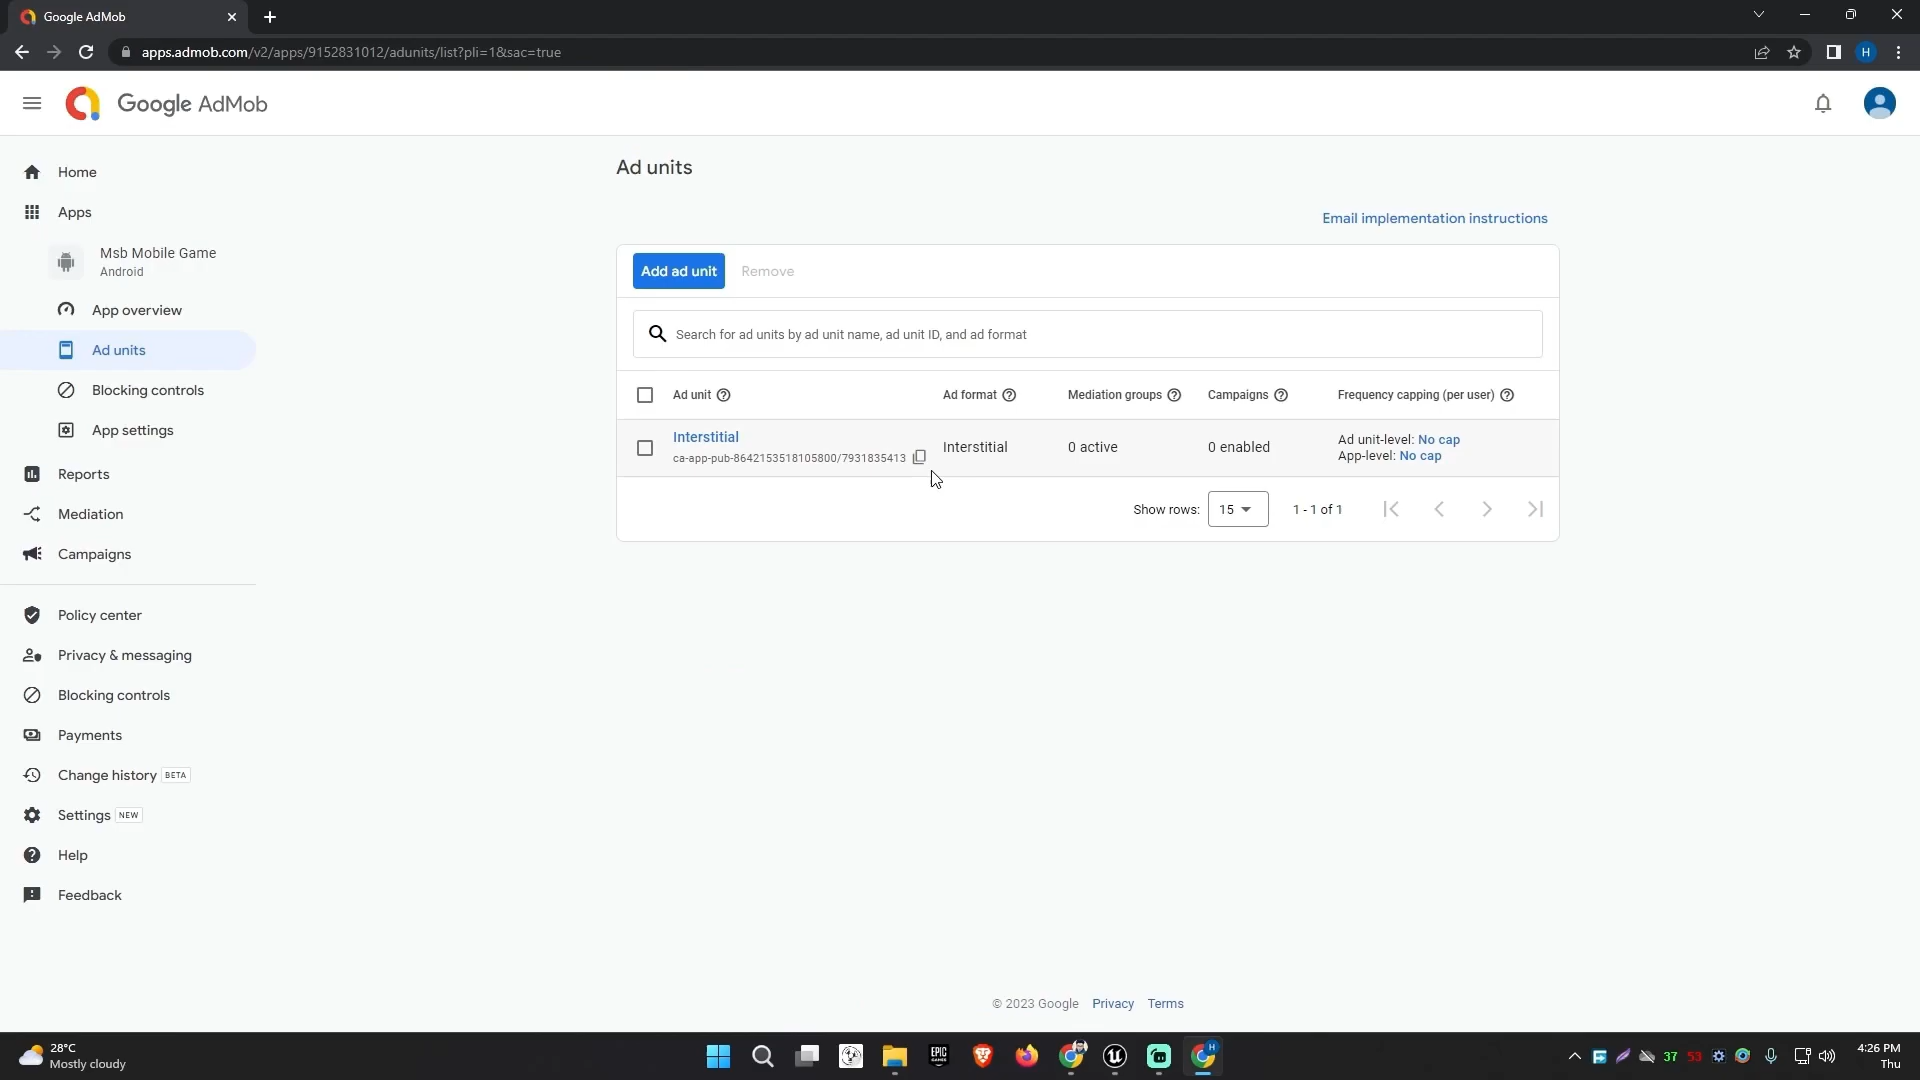 Google AdMob
apps.admob.com/v2/apps/9152831012/adunits/list?pli=1&sac=true
H
Google AdMob
Home
Apps
Msb Mobile Game
Android
App overview
Ad units
Blocking controls
App settings
Reports
Mediation
Campaigns
Policy center
Privacy & messaging
Blocking controls
Payments
Change history BETA
Settings NEW
Help
Feedback
Ad units
Email implementation instructions
Add ad unit Remove
Search for ad units by ad unit name, ad unit ID, and ad format
Ad unit Ad format Mediation groups Campaigns Frequency capping (per user)
Interstitial
ca-app-pub-8642153518105800/7931835413
Interstitial 0 active 0 enabled
Ad unit-level: No cap
App-level: No cap
Show rows: 15 1 - 1 of 1
© 2023 Google Privacy Terms
28°C
Mostly cloudy
EPIC
GAMES
H
37 53
4:26 PM
Thu